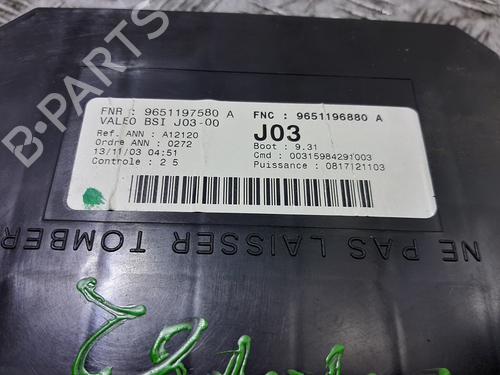 FNR : 9651197580 A
VALEO BSI J03-00
Ref. ANN : A12120
Ordre ANN : 0272
13/11/03 04:51
Controle : 2 5
FNC : 9651196880 A
J03
Boot : 9.31
Cmd : 00315984291003
Puissance : 0817121103
NE PAS LAISSER TOMBER